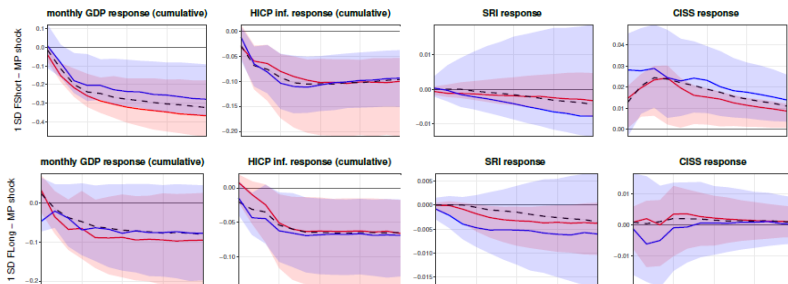 monthly GDP response (cumulative) HICP inf. response (cumulative) SRI response CISS response
1 SD FShort – MP shock
0.1 0.00 0.01 0.04
0.0 -0.05 0.00 0.03
-0.1 -0.10 -0.01 0.02
-0.2 -0.15 0.01
-0.3 -0.20 0.00
-0.4
monthly GDP response (cumulative) HICP inf. response (cumulative) SRI response CISS response
1 SD FLong – MP shock
0.0 0.00 0.005 0.01
-0.1 -0.05 0.000 0.00
-0.2 -0.10 -0.005 -0.01
-0.010
-0.015